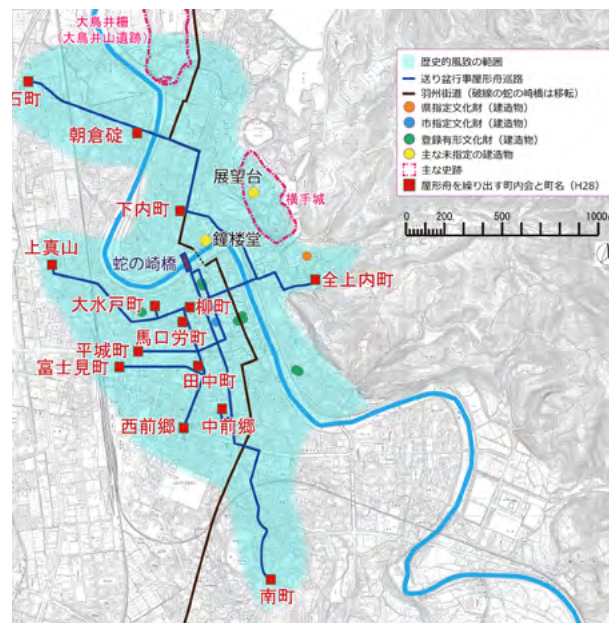 大鳥井柵
(大鳥井山遺跡)
石町
朝倉碇
展望台
横手城
下内町
鐘楼堂
上真山
蛇の崎橋
全上内町
大水戸町
柳町
馬口労町
平城町
富士見町
田中町
西前郷
中前郷
南町
歴史的風致の範囲
送り盆行事屋形舟巡路
羽州街道(破線の蛇の崎橋は移転)
県指定文化財(建造物)
市指定文化財(建造物)
登録有形文化財(建造物)
主な未指定の建造物
主な史跡
屋形舟を繰り出す町内会と町名(H28)
200 0 200 600 1000